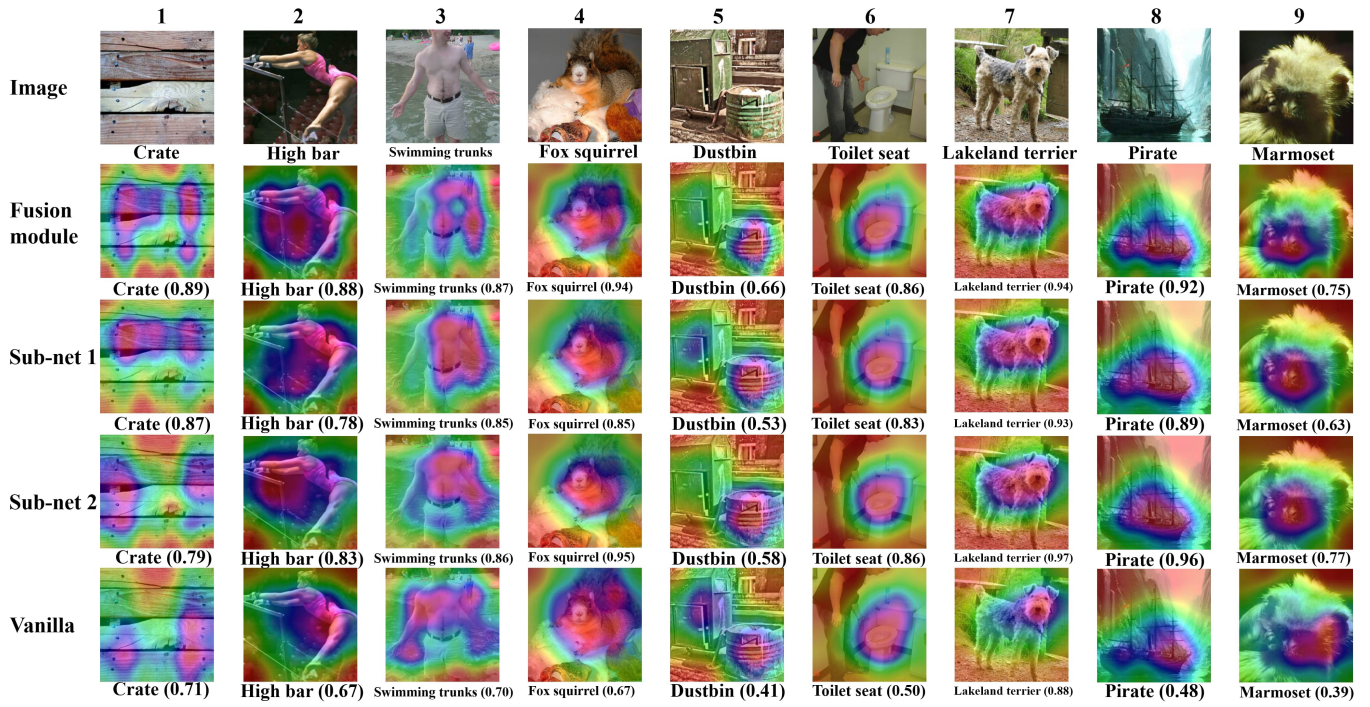 1 2 3 4 5 6 7 8 9
Image
Crate High bar Swimming trunks Fox squirrel Dustbin Toilet seat Lakeland terrier Pirate Marmoset
Fusion
module
Crate (0.89) High bar (0.88) Swimming trunks (0.87) Fox squirrel (0.94) Dustbin (0.66) Toilet seat (0.86) Lakeland terrier (0.94) Pirate (0.92) Marmoset (0.75)
Sub-net 1
Crate (0.87) High bar (0.78) Swimming trunks (0.85) Fox squirrel (0.85) Dustbin (0.53) Toilet seat (0.83) Lakeland terrier (0.93) Pirate (0.89) Marmoset (0.63)
Sub-net 2
Crate (0.79) High bar (0.83) Swimming trunks (0.86) Fox squirrel (0.95) Dustbin (0.58) Toilet seat (0.86) Lakeland terrier (0.97) Pirate (0.96) Marmoset (0.77)
Vanilla
Crate (0.71) High bar (0.67) Swimming trunks (0.70) Fox squirrel (0.67) Dustbin (0.41) Toilet seat (0.50) Lakeland terrier (0.88) Pirate (0.48) Marmoset (0.39)